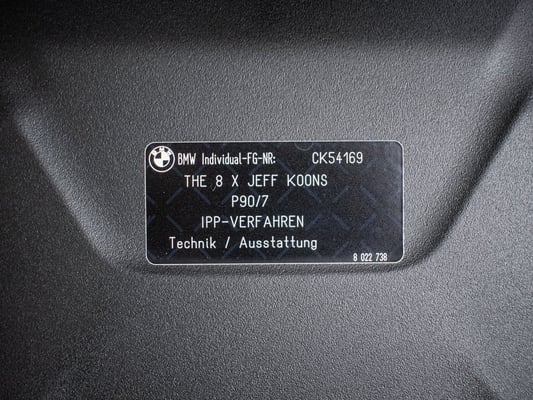 BMW Individual-FG-NR: CK54169
THE 8 X JEFF KOONS
P90/7
IPP-VERFAHREN
Technik / Ausstattung
8 022 738